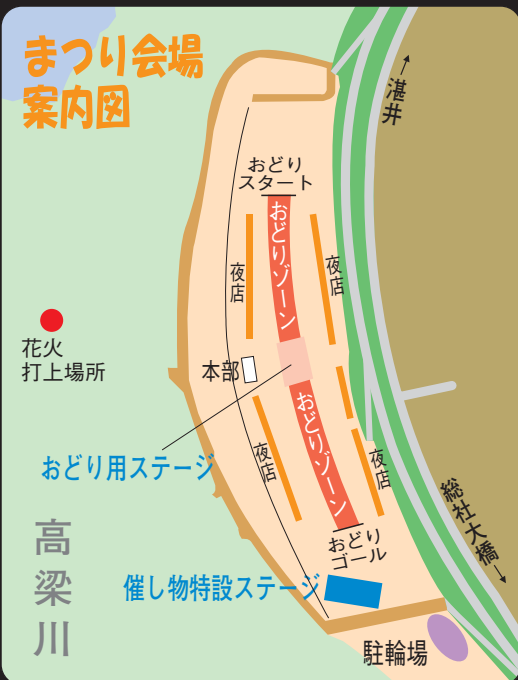 まつり会場
案内図
湛井
おどり
スタート
おどりゾーン
夜店
夜店
花火
打上場所
本部
おどりゾーン
おどり用ステージ
夜店
夜店
総社大橋
高梁川
おどり
ゴール
催し物特設ステージ
駐輪場